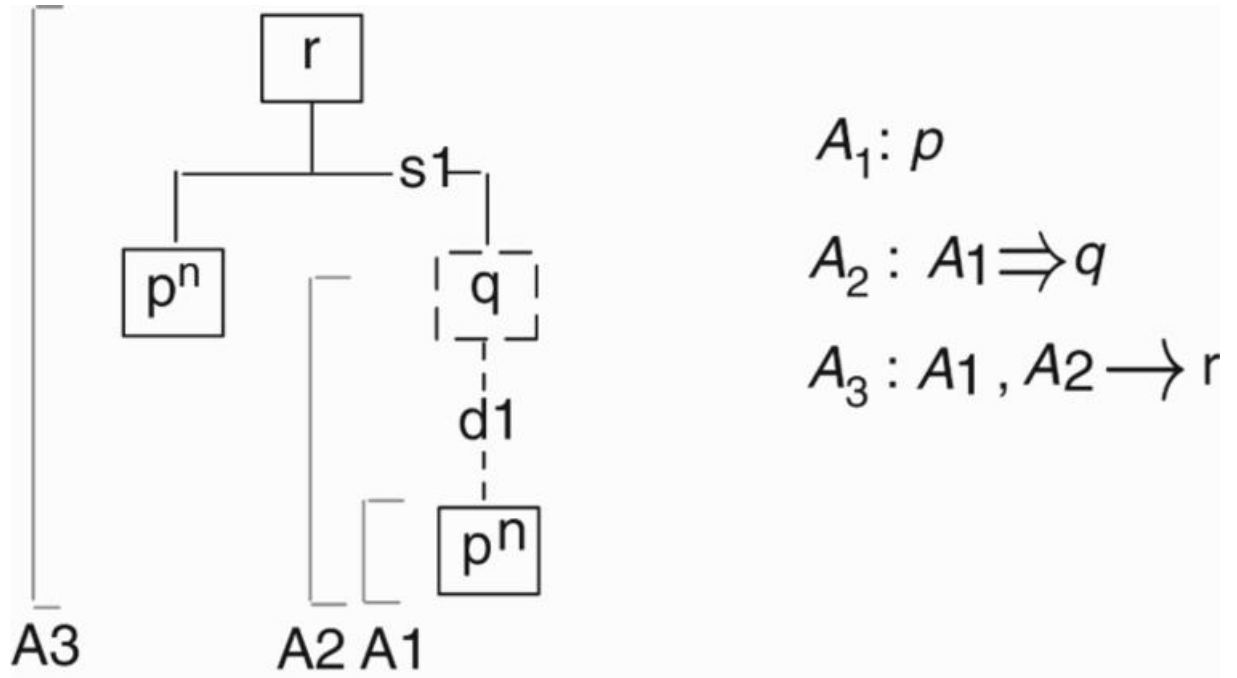 r
s1
pⁿ
q
d1
pⁿ
A3
A2 A1
A₁: p
A₂ : A1 ⇒ q
A₃ : A1 , A2 → r